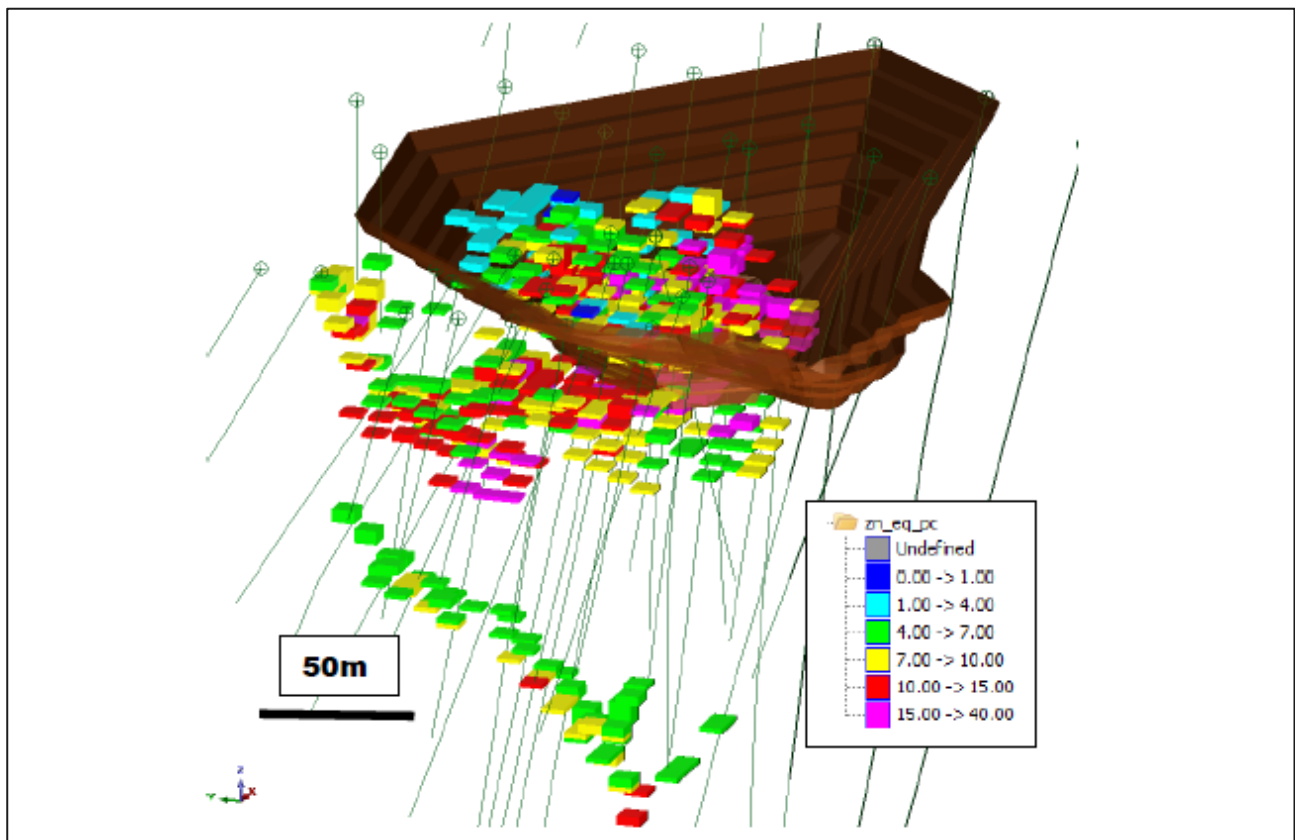 zn_eq_pc
Undefined
0.00 -> 1.00
1.00 -> 4.00
4.00 -> 7.00
7.00 -> 10.00
10.00 -> 15.00
15.00 -> 40.00
50m
Z
Y X